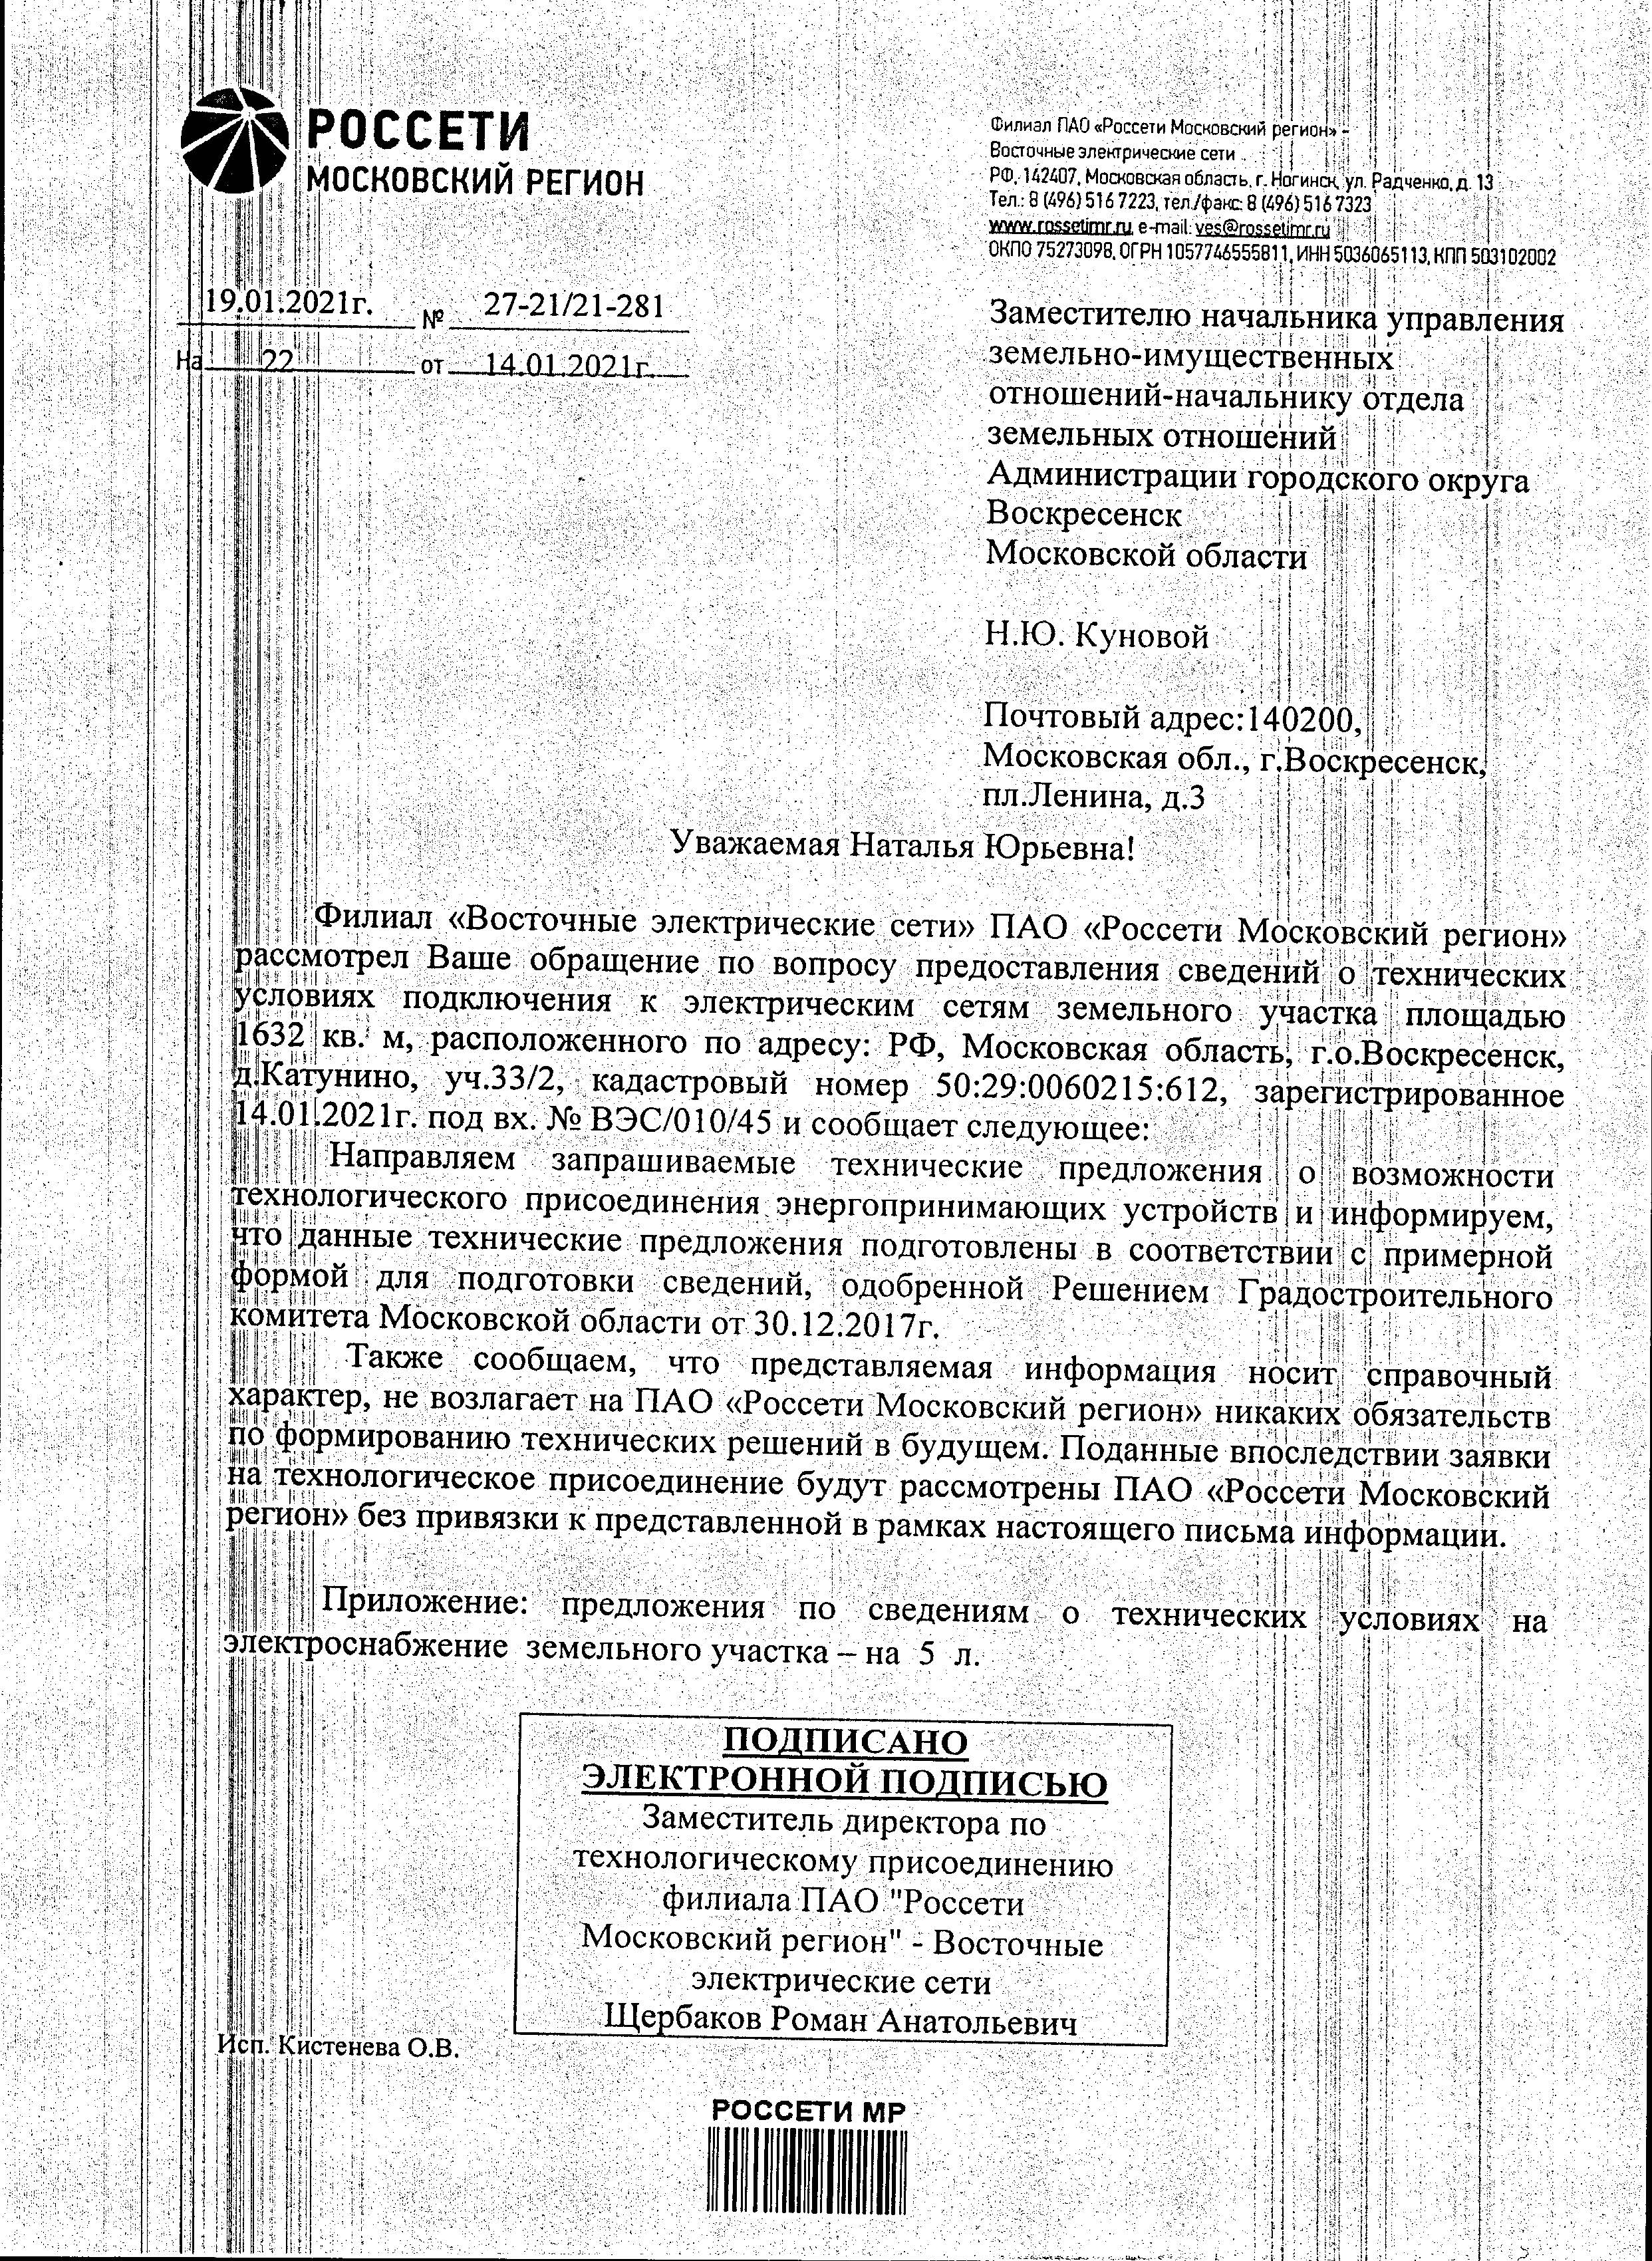 РОССЕТИ
МОСКОВСКИЙ РЕГИОН
Филиал ПАО «Россети Московский регион» -
Восточные электрические сети
РФ, 142407, Московская область, г. Ногинск, ул. Радченко, д. 13
Тел.: 8 (496) 516 7223, тел./факс: 8 (496) 516 7323
www.rossetimr.ru, e-mail: ves@rossetimr.ru
ОКПО 75273098, ОГРН 1057746555811, ИНН 5036065113, КПП 503102002
19.01.2021г. № 27-21/21-281
На 22 от 14.01.2021г.
Заместителю начальника управления
земельно-имущественных
отношений-начальнику отдела
земельных отношений
Администрации городского округа
Воскресенск
Московской области
Н.Ю. Куновой
Почтовый адрес:140200,
Московская обл., г.Воскресенск,
пл.Ленина, д.3
Уважаемая Наталья Юрьевна!
Филиал «Восточные электрические сети» ПАО «Россети Московский регион»
рассмотрел Ваше обращение по вопросу предоставления сведений о технических
условиях подключения к электрическим сетям земельного участка площадью
1632 кв. м, расположенного по адресу: РФ, Московская область, г.о.Воскресенск,
д.Катунино, уч.33/2, кадастровый номер 50:29:0060215:612, зарегистрированное
14.01.2021г. под вх. № ВЭС/010/45 и сообщает следующее:
Направляем запрашиваемые технические предложения о возможности
технологического присоединения энергопринимающих устройств и информируем,
что данные технические предложения подготовлены в соответствии с примерной
формой для подготовки сведений, одобренной Решением Градостроительного
комитета Московской области от 30.12.2017г.
Также сообщаем, что представляемая информация носит справочный
характер, не возлагает на ПАО «Россети Московский регион» никаких обязательств
по формированию технических решений в будущем. Поданные впоследствии заявки
на технологическое присоединение будут рассмотрены ПАО «Россети Московский
регион» без привязки к представленной в рамках настоящего письма информации.
Приложение: предложения по сведениям о технических условиях на
электроснабжение земельного участка – на 5 л.
ПОДПИСАНО
ЭЛЕКТРОННОЙ ПОДПИСЬЮ
Заместитель директора по
технологическому присоединению
филиала ПАО "Россети
Московский регион" - Восточные
электрические сети
Щербаков Роман Анатольевич
Исп. Кистенева О.В.
РОССЕТИ МР